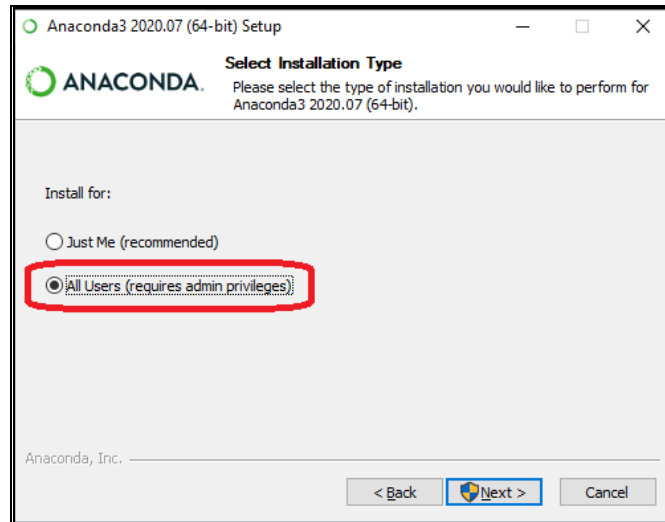 Anaconda3 2020.07 (64-bit) Setup
ANACONDA.
Select Installation Type
Please select the type of installation you would like to perform for
Anaconda3 2020.07 (64-bit).
Install for:
Just Me (recommended)
All Users (requires admin privileges)
Anaconda, Inc.
< Back
Next >
Cancel